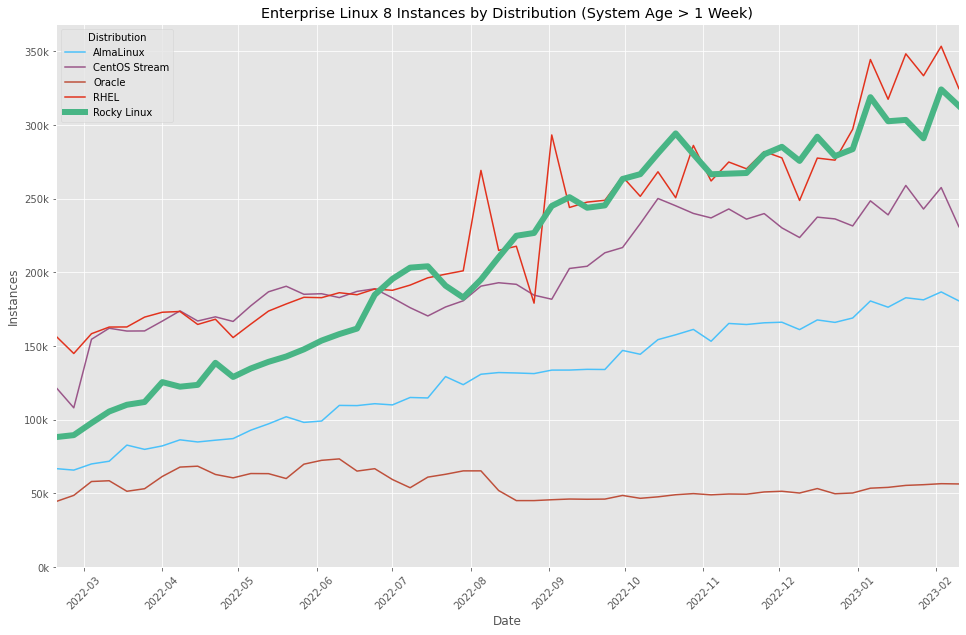 Enterprise Linux 8 Instances by Distribution (System Age > 1 Week)
Distribution
AlmaLinux
CentOS Stream
Oracle
RHEL
Rocky Linux
350k
300k
250k
200k
150k
100k
50k
0k
Instances
2022-03
2022-04
2022-05
2022-06
2022-07
2022-08
2022-09
2022-10
2022-11
2022-12
2023-01
2023-02
Date